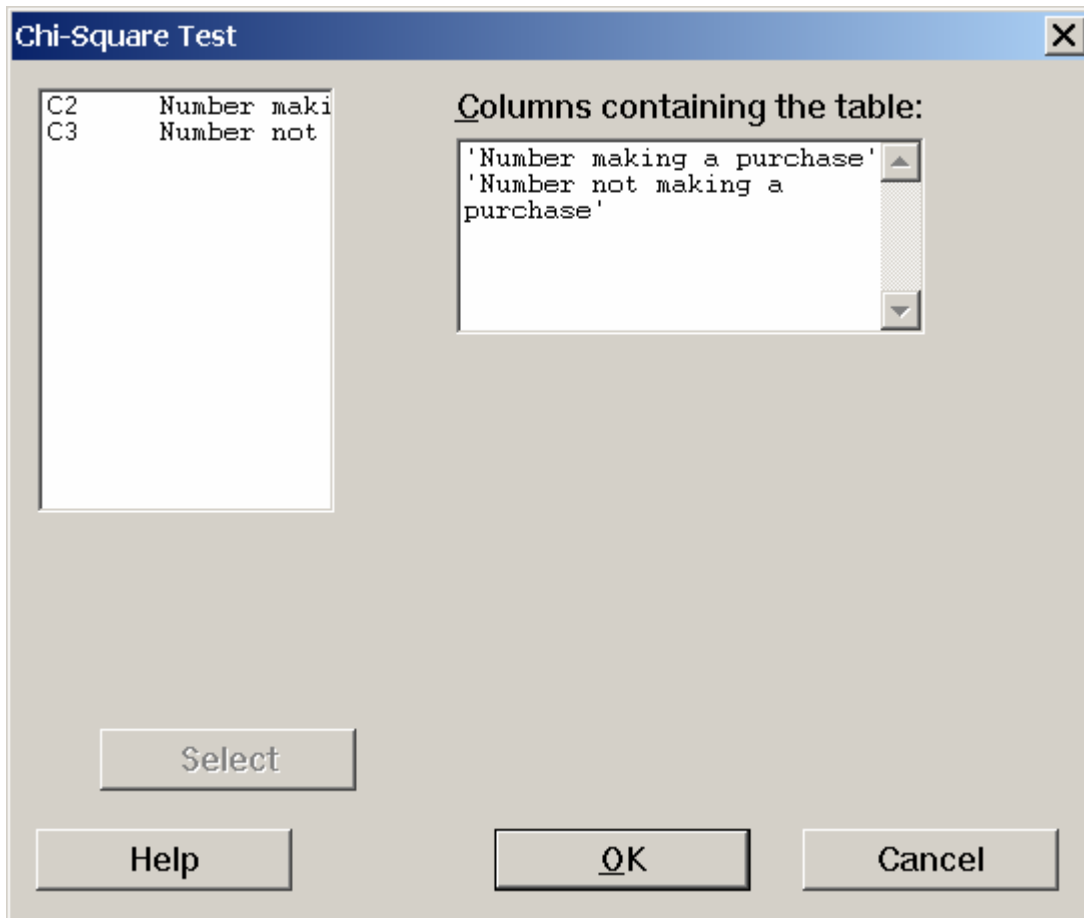 Chi-Square Test
C2 Number maki
C3 Number not
Columns containing the table:
'Number making a purchase'
'Number not making a
purchase'
Select
Help
OK
Cancel